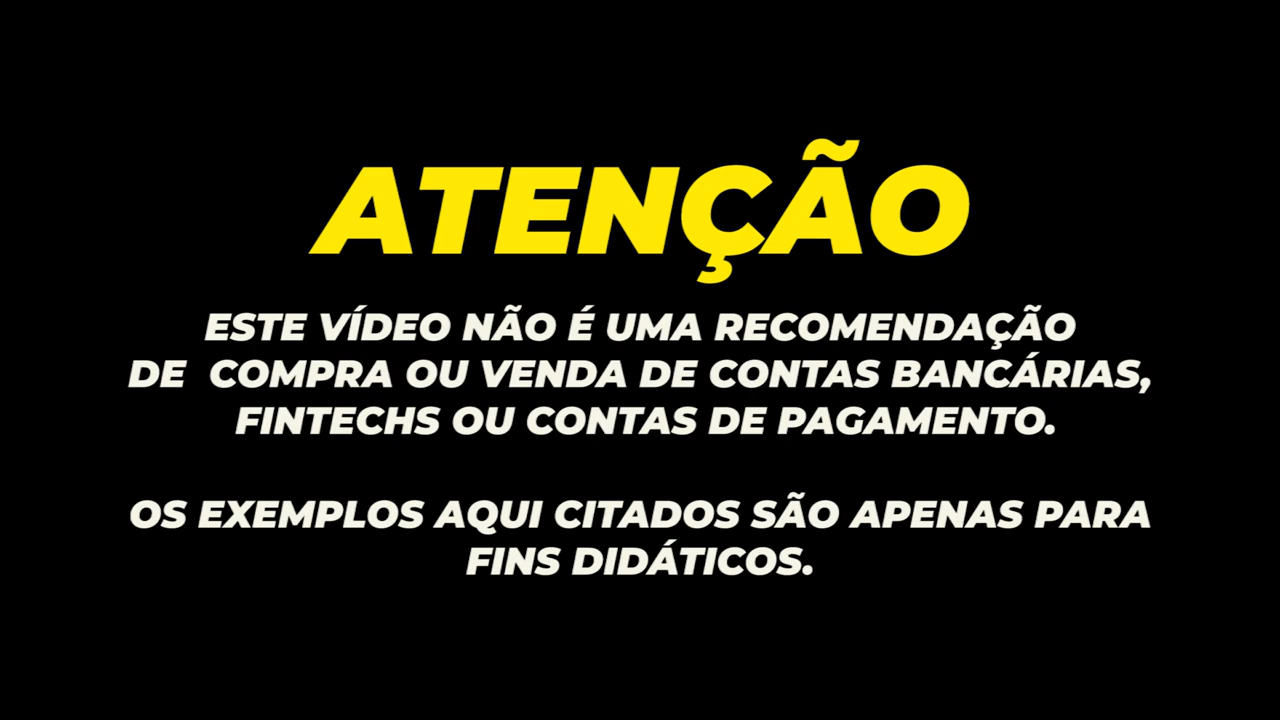 ATENÇÃO
ESTE VÍDEO NÃO É UMA RECOMENDAÇÃO
DE COMPRA OU VENDA DE CONTAS BANCÁRIAS,
FINTECHS OU CONTAS DE PAGAMENTO.
OS EXEMPLOS AQUI CITADOS SÃO APENAS PARA
FINS DIDÁTICOS.